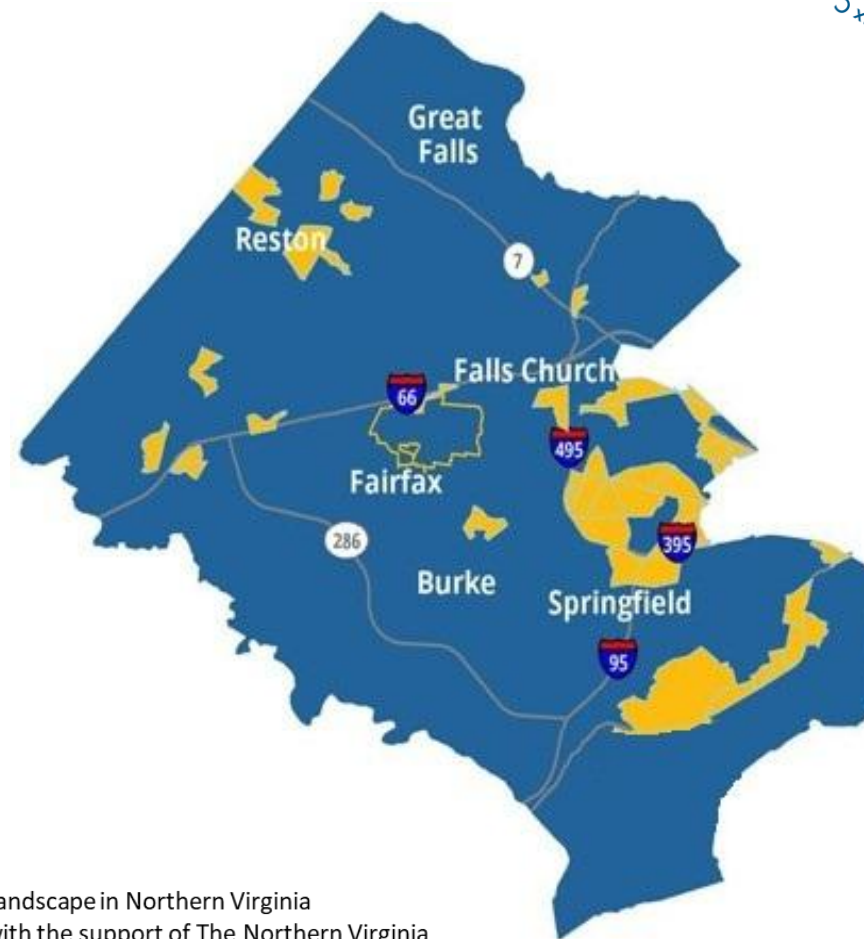 Great
Falls
Reston
7
Falls Church
66
495
Fairfax
286
395
Burke
Springfield
95
andscape in Northern Virginia
with the support of The Northern Virginia